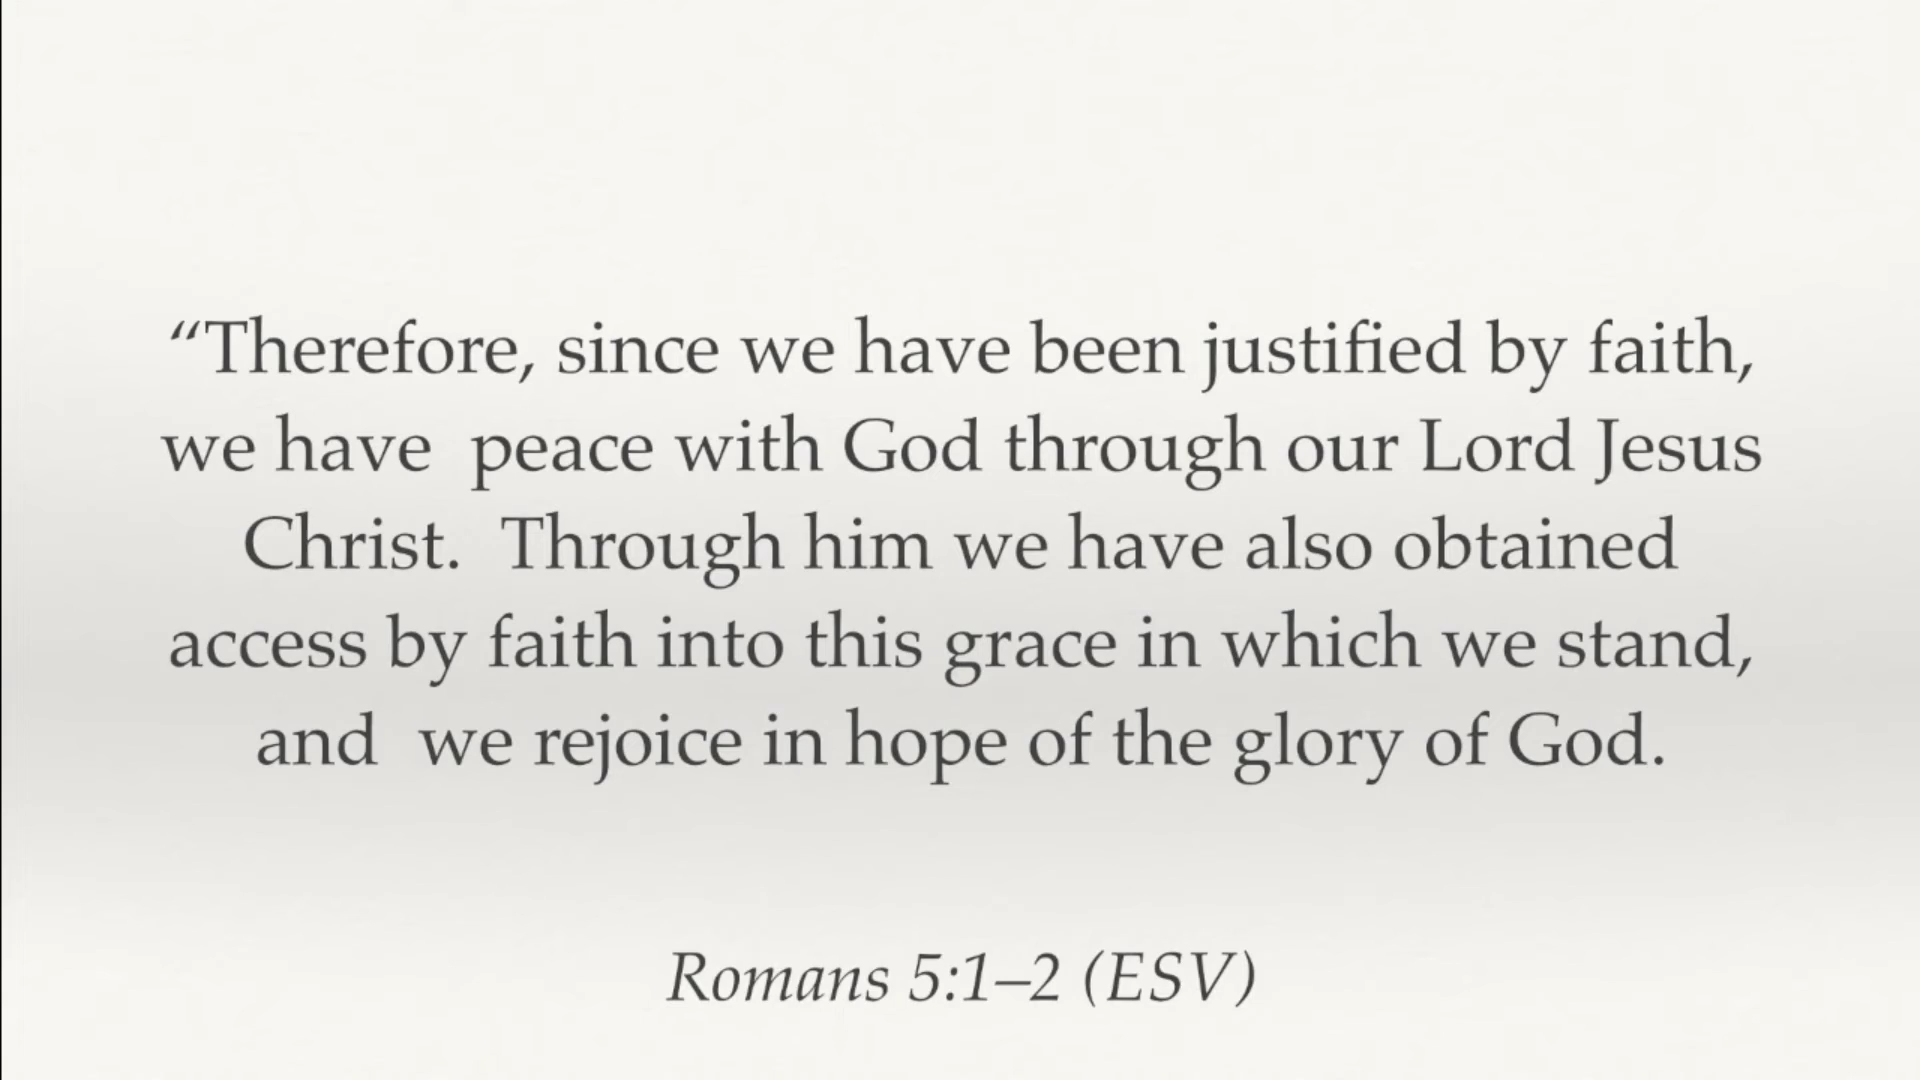 “Therefore, since we have been justified by faith,
we have  peace with God through our Lord Jesus
Christ.  Through him we have also obtained
access by faith into this grace in which we stand,
and  we rejoice in hope of the glory of God.
Romans 5:1–2 (ESV)